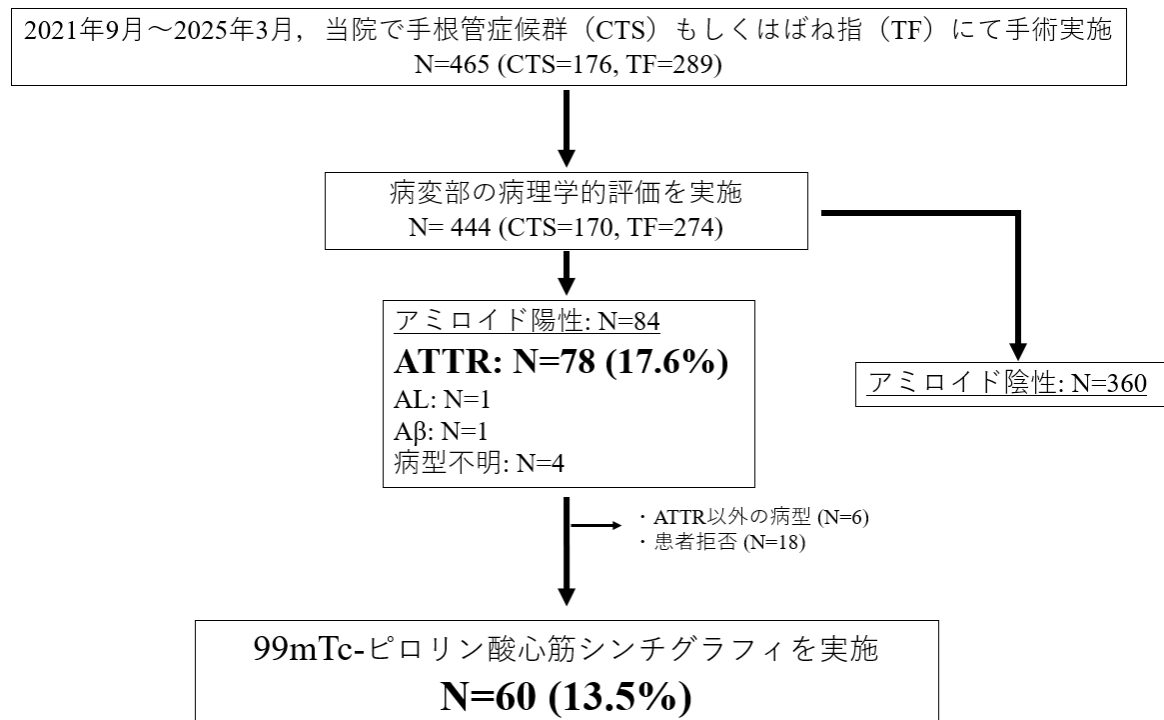 2021年9月～2025年3月，当院で手根管症候群（CTS）もしくはばね指（TF）にて手術実施
N=465 (CTS=176, TF=289)
病変部の病理学的評価を実施
N= 444 (CTS=170, TF=274)
アミロイド陽性: N=84
ATTR: N=78 (17.6%)
AL: N=1
Aβ: N=1
病型不明: N=4
アミロイド陰性: N=360
・ATTR以外の病型 (N=6)
・患者拒否 (N=18)
99mTc-ピロリン酸心筋シンチグラフィを実施
N=60 (13.5%)